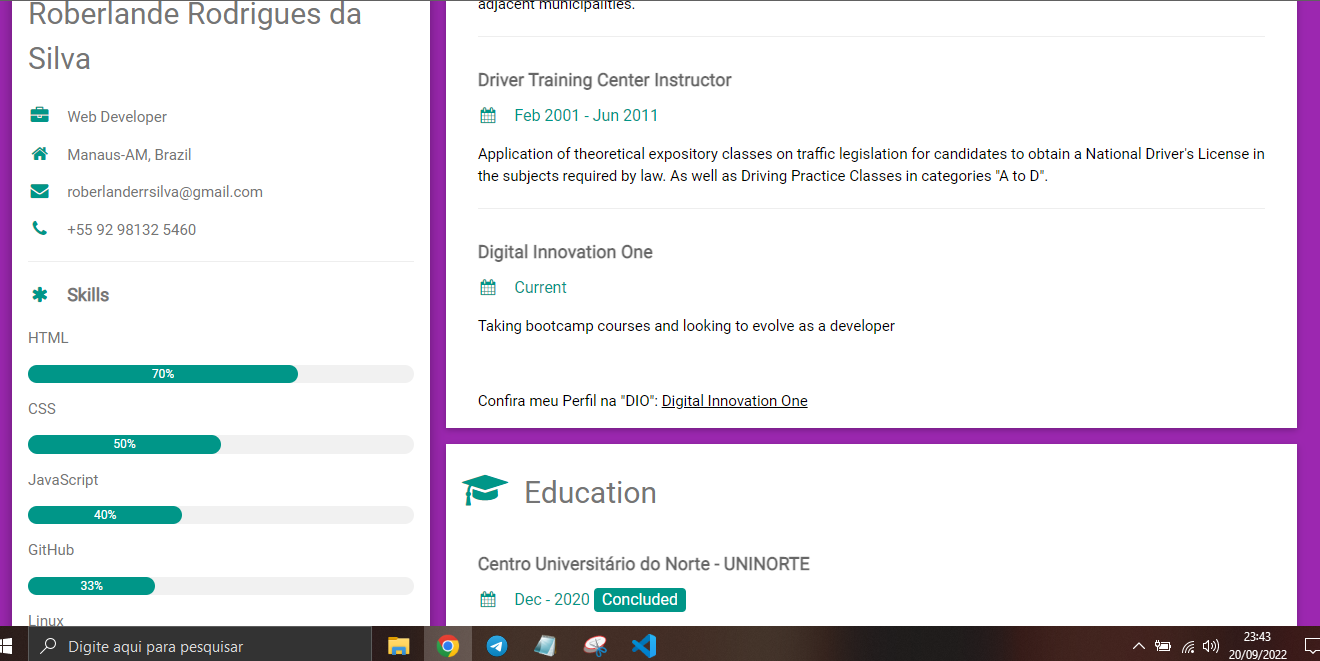 Roberlande Rodrigues da
Silva
Web Developer
Manaus-AM, Brazil
roberlanderrsilva@gmail.com
+55 92 98132 5460
Skills
HTML
70%
CSS
50%
JavaScript
40%
GitHub
33%
Linux
adjacent municipalities.
Driver Training Center Instructor
Feb 2001 - Jun 2011
Application of theoretical expository classes on traffic legislation for candidates to obtain a National Driver's License in
the subjects required by law. As well as Driving Practice Classes in categories "A to D".
Digital Innovation One
Current
Taking bootcamp courses and looking to evolve as a developer
Confira meu Perfil na "DIO": Digital Innovation One
Education
Centro Universitário do Norte - UNINORTE
Dec - 2020 Concluded
Digite aqui para pesquisar
23:43
20/09/2022